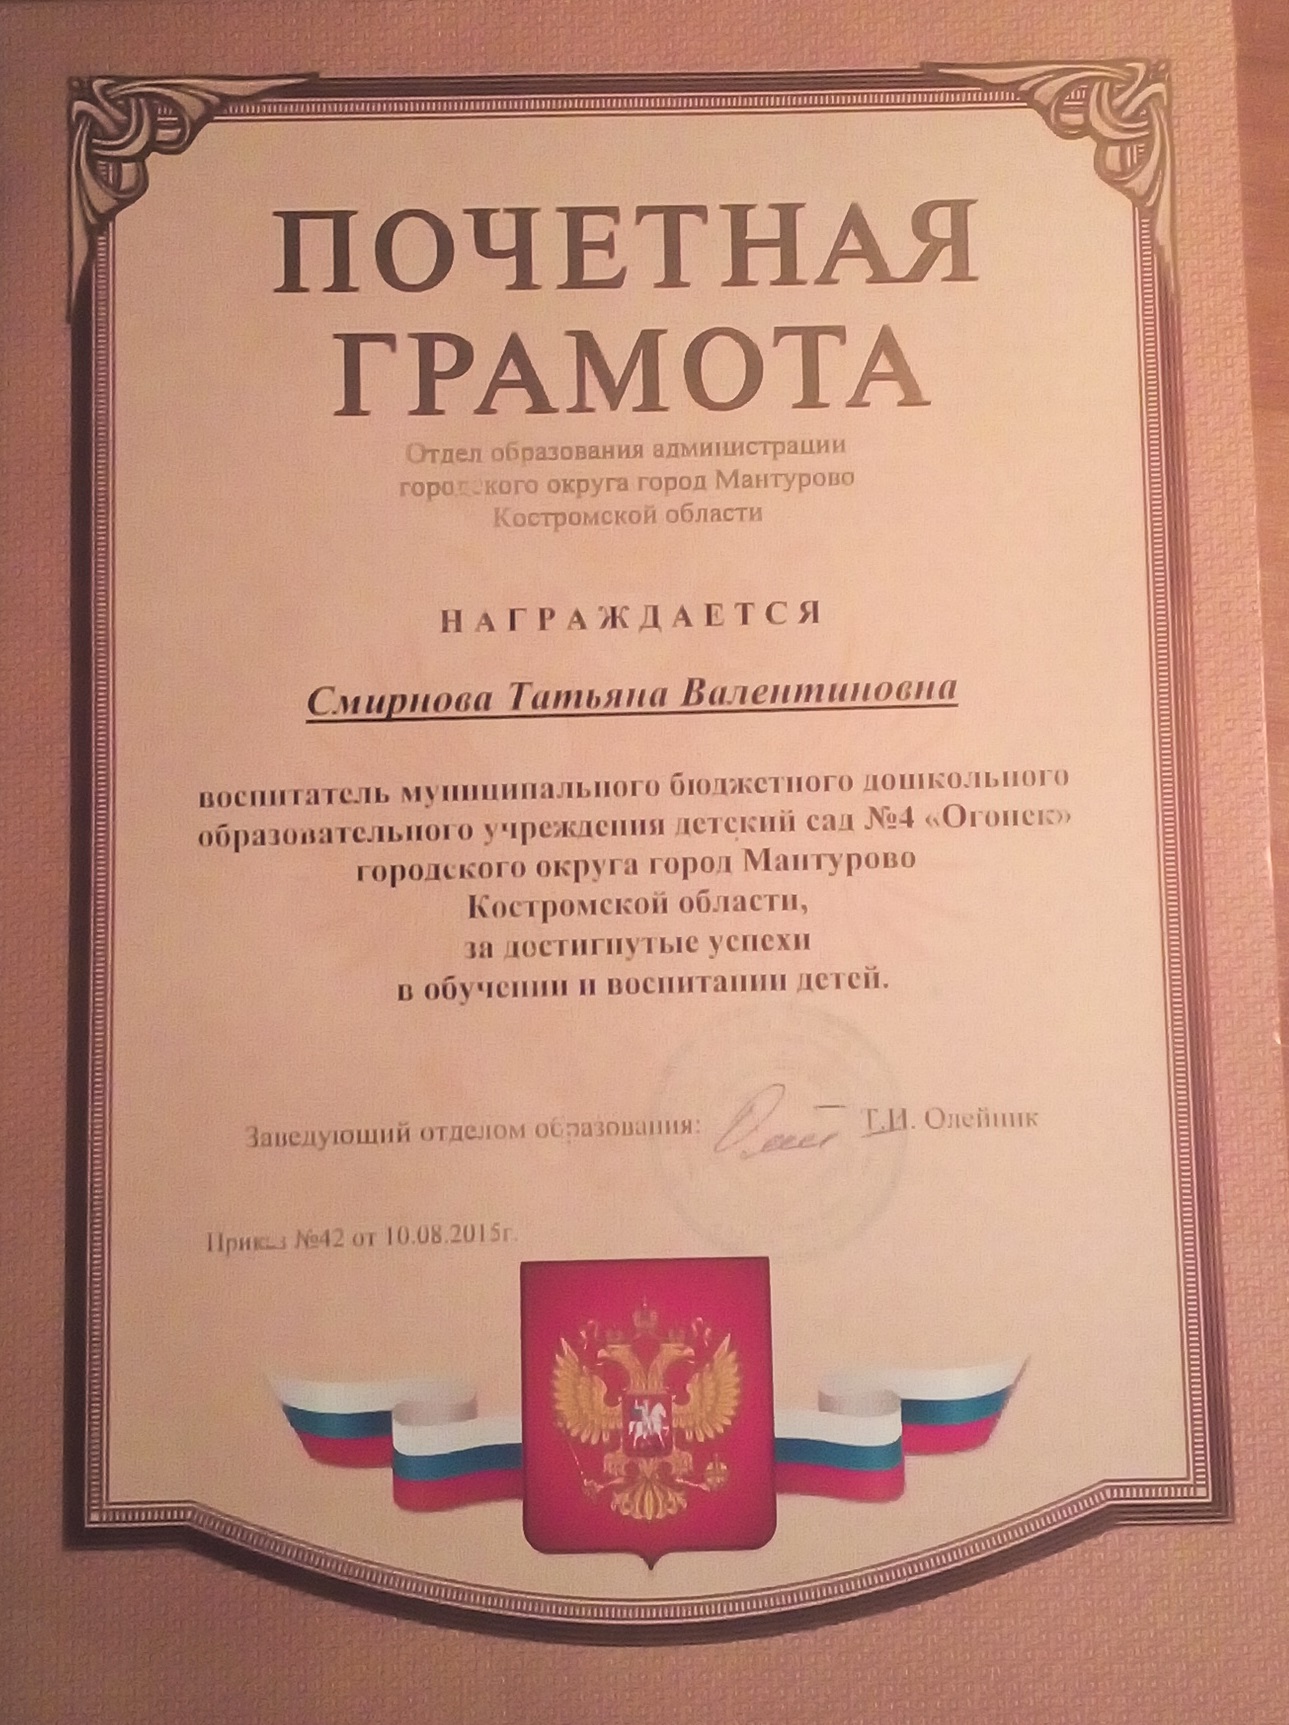 ПОЧЕТНАЯ
ГРАМОТА
Отдел образования администрации
городского округа город Мантурово
Костромской области
НАГРАЖДАЕТСЯ
Смирнова Татьяна Валентиновна
воспитатель муниципального бюджетного дошкольного
образовательного учреждения детский сад №4 «Огонек»
городского округа город Мантурово
Костромской области,
за достигнутые успехи
в обучении и воспитании детей.
Заведующий отделом образования: Т.И. Олейник
Приказ №42 от 10.08.2015г.